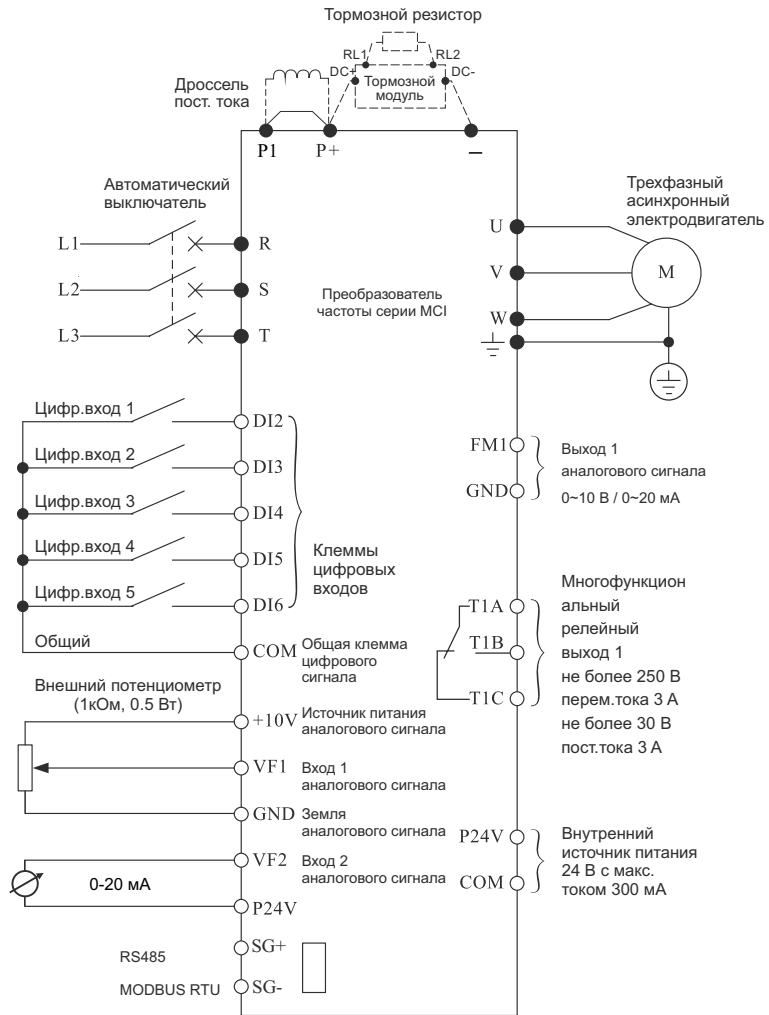 Тормозной резистор
RL1
RL2
DC+
DC-
Тормозной
модуль
Дроссель
пост. тока
P1
P+
–
Автоматический
выключатель
Трехфазный
асинхронный
электродвигатель
L1
R
L2
S
L3
T
U
V
W
M
Преобразователь
частоты серии MCI
Цифр.вход 1
DI2
Цифр.вход 2
DI3
Цифр.вход 3
DI4
Цифр.вход 4
DI5
Цифр.вход 5
DI6
Клеммы
цифровых
входов
Общий
COM
Общая клемма
цифрового
сигнала
FM1
GND
Выход 1
аналогового сигнала
0~10 В / 0~20 мА
T1A
T1B
T1C
Многофункцион
альный
релейный
выход 1
не более 250 В
перем.тока 3 А
не более 30 В
пост.тока 3 А
Внешний потенциометр
(1кОм, 0.5 Вт)
+10V
Источник питания
аналогового сигнала
VF1
Вход 1
аналогового сигнала
GND
Земля
аналогового сигнала
VF2
Вход 2
аналогового сигнала
0-20 мА
P24V
P24V
COM
Внутренний
источник питания
24 В с макс.
током 300 мА
RS485
MODBUS RTU
SG+
SG-